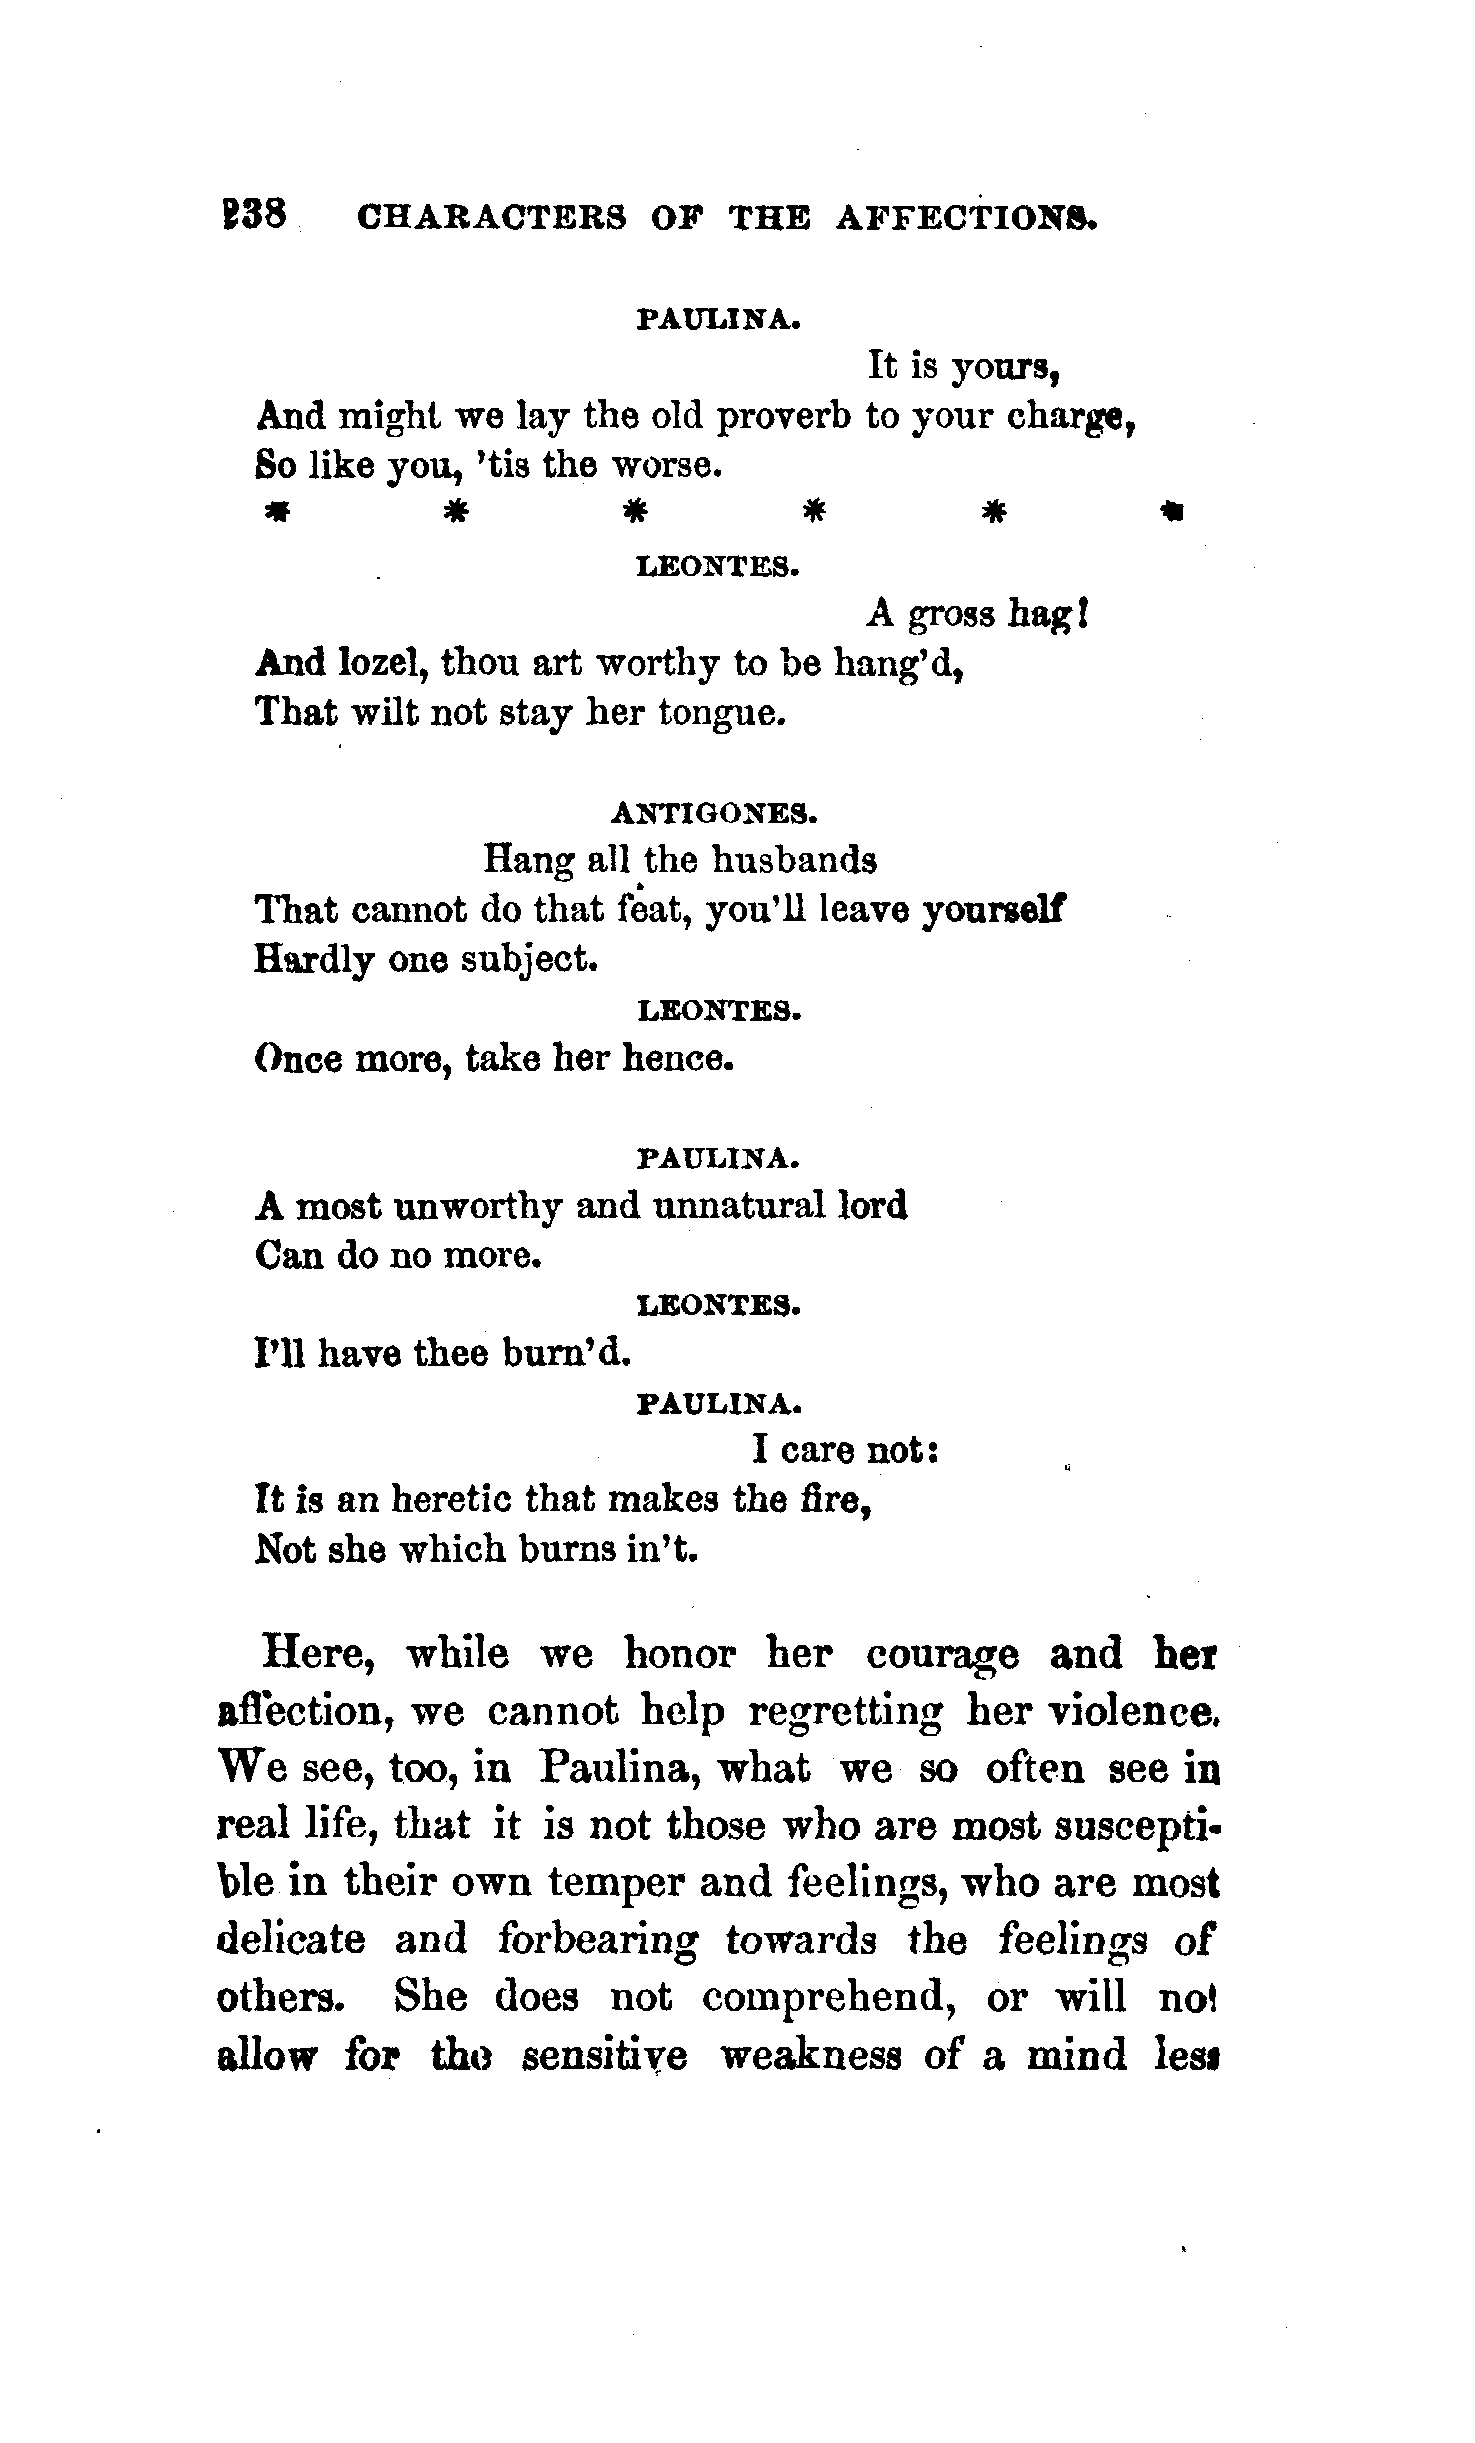 238 CHARACTERS OF THE AFFECTIONS.
PAULINA.
It is yours,
And might we lay the old proverb to your charge,
So like you, 'tis the worse.
* * * * * *
LEONTES.
A gross hag!
And lozel, thou art worthy to be hang'd,
That wilt not stay her tongue.
ANTIGONES.
Hang all the husbands
That cannot do that feat, you'll leave yourself
Hardly one subject.
LEONTES.
Once more, take her hence.
PAULINA.
A most unworthy and unnatural lord
Can do no more.
LEONTES.
I'll have thee burn'd.
PAULINA.
I care not:
It is an heretic that makes the fire,
Not she which burns in't.
Here, while we honor her courage and her
affection, we cannot help regretting her violence.
We see, too, in Paulina, what we so often see in
real life, that it is not those who are most suscepti-
ble in their own temper and feelings, who are most
delicate and forbearing towards the feelings of
others. She does not comprehend, or will not
allow for the sensitive weakness of a mind less